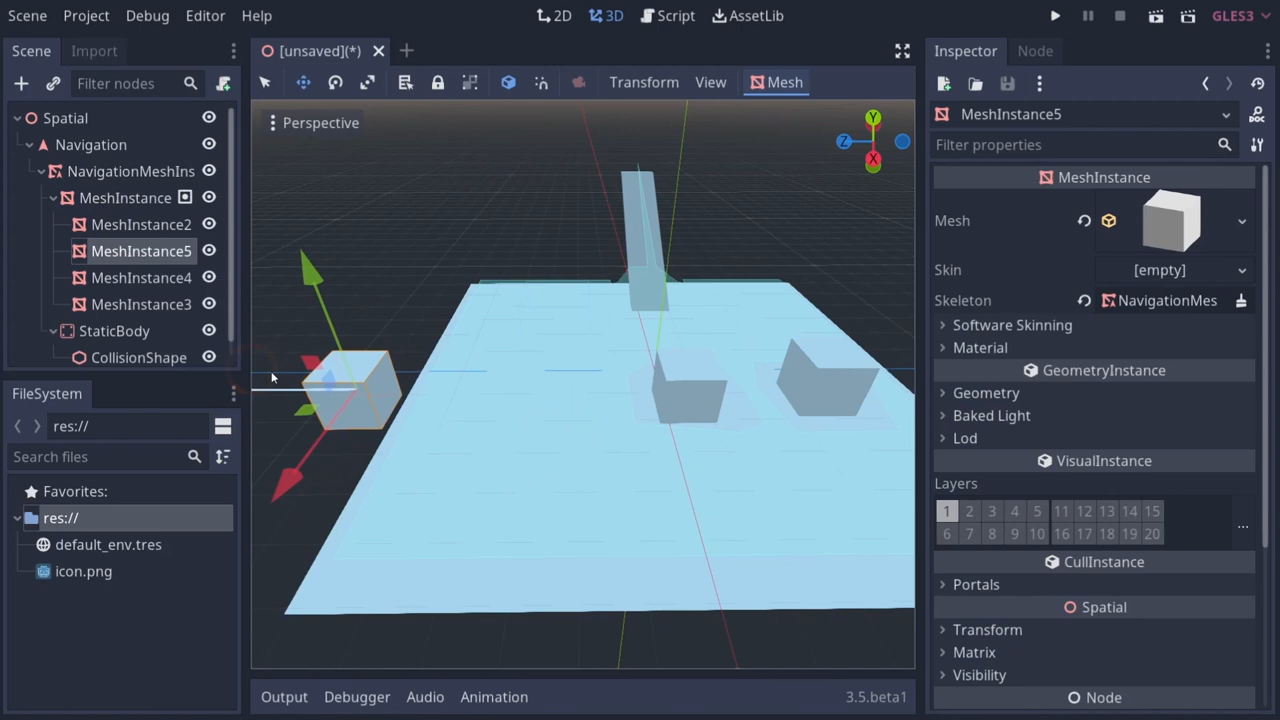 Scene Project Debug Editor Help
2D 3D Script AssetLib
GLES3
Scene Import
Filter nodes
Spatial
Navigation
NavigationMeshIns
MeshInstance
MeshInstance2
MeshInstance5
MeshInstance4
MeshInstance3
StaticBody
CollisionShape
FileSystem
res://
Search files
Favorites:
res://
default_env.tres
icon.png
[unsaved](*)
Transform View Mesh
Perspective
Y
Z
X
Output Debugger Audio Animation 3.5.beta1
Inspector Node
MeshInstance5
DOC
Filter properties
MeshInstance
Mesh
Skin [empty]
Skeleton NavigationMes
Software Skinning
Material
GeometryInstance
Geometry
Baked Light
Lod
VisualInstance
Layers
1 2 3 4 5 11 12 13 14 15
6 7 8 9 10 16 17 18 19 20
...
CullInstance
Portals
Spatial
Transform
Matrix
Visibility
Node